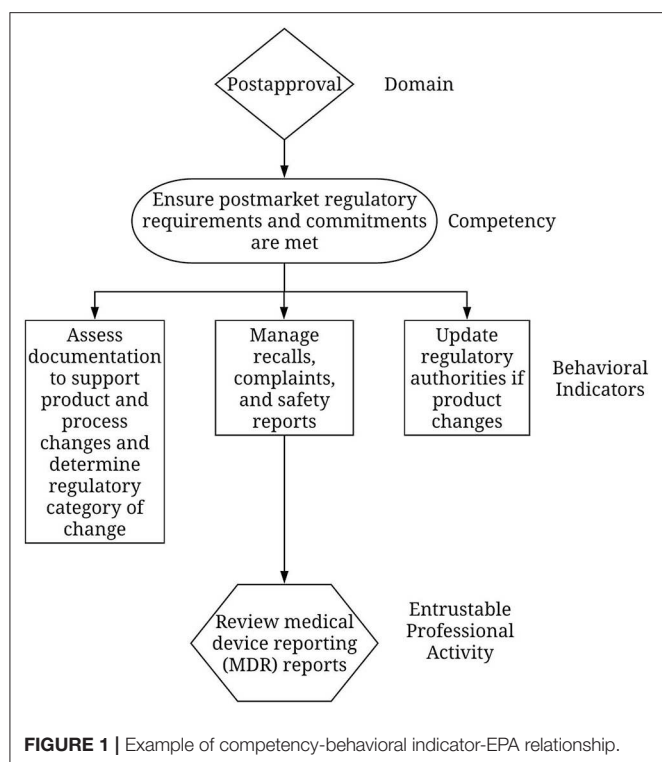 Postapproval
Domain
Ensure postmarket regulatory
requirements and commitments
are met
Competency
Assess
documentation
to support
product and
process changes and
determine
regulatory
category of
change
Manage
recalls,
complaints,
and safety
reports
Update
regulatory
authorities if
product
changes
Behavioral
Indicators
Review medical
device reporting
(MDR) reports
Entrustable
Professional
Activity
FIGURE 1 | Example of competency-behavioral indicator-EPA relationship.